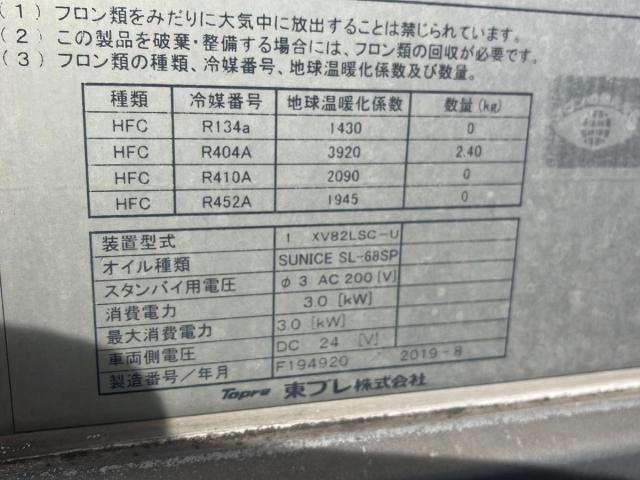 (1) フロン類をみだりに大気中に放出することは禁じられています。
(2) この製品を破棄・整備する場合には、フロン類の回収が必要です。
(3) フロン類の種類、冷媒番号、地球温暖化係数及び数量。
種類 冷媒番号 地球温暖化係数 数量(kg)
HFC R134a 1430 0
HFC R404A 3920 2.40
HFC R410A 2090 0
HFC R452A 1945 0
装置型式 1 XV82LSC-U
オイル種類 SUNICE SL-68SP
スタンバイ用電圧 φ3 AC 200 [V]
消費電力 3.0 [kW]
最大消費電力 3.0 [kW]
車両側電圧 DC 24 [V]
製造番号/年月 F194920 2019-8
Topre 東プレ株式会社